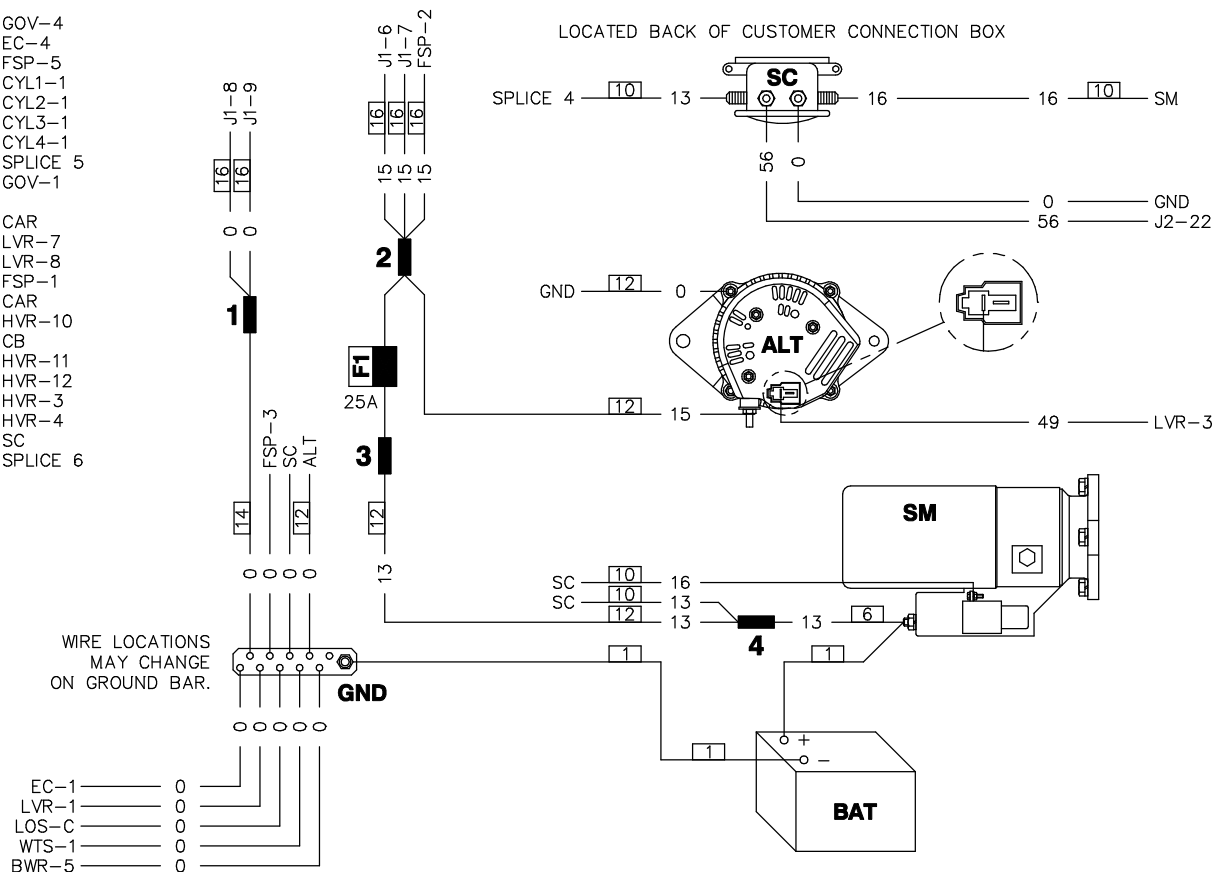 GOV-4
EC-4
FSP-5
CYL1-1
CYL2-1
CYL3-1
CYL4-1
SPLICE 5
GOV-1
CAR
LVR-7
LVR-8
FSP-1
CAR
HVR-10
CB
HVR-11
HVR-12
HVR-3
HVR-4
SC
SPLICE 6
J1-8
J1-9
16
16
0
0
1
J1-6
J1-7
FSP-2
16
16
16
15
15
15
2
F1
25A
3
FSP-3
SC
ALT
14
12
12
0
0
0
0
13
LOCATED BACK OF CUSTOMER CONNECTION BOX
SPLICE 4
10
13
SC
16
16
10
SM
56
0
0
GND
56
J2-22
GND
12
0
ALT
12
15
49
LVR-3
SM
SC
10
16
SC
10
13
12
13
4
13
6
WIRE LOCATIONS
MAY CHANGE
ON GROUND BAR.
GND
1
1
1
+
−
BAT
0
0
0
0
0
EC-1
0
LVR-1
0
LOS-C
0
WTS-1
0
BWR-5
0